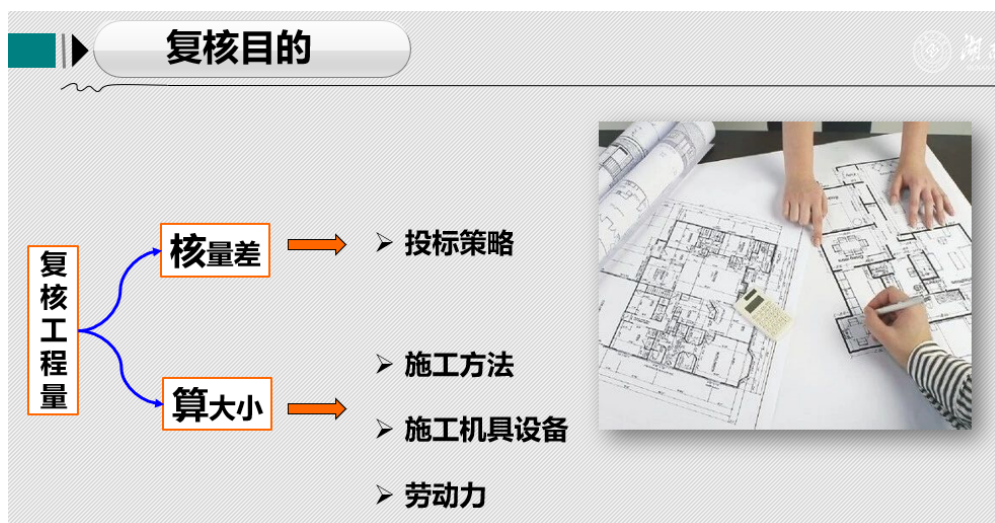 复核目的
复核工程量
核量差
投标策略
算大小
施工方法
施工机具设备
劳动力